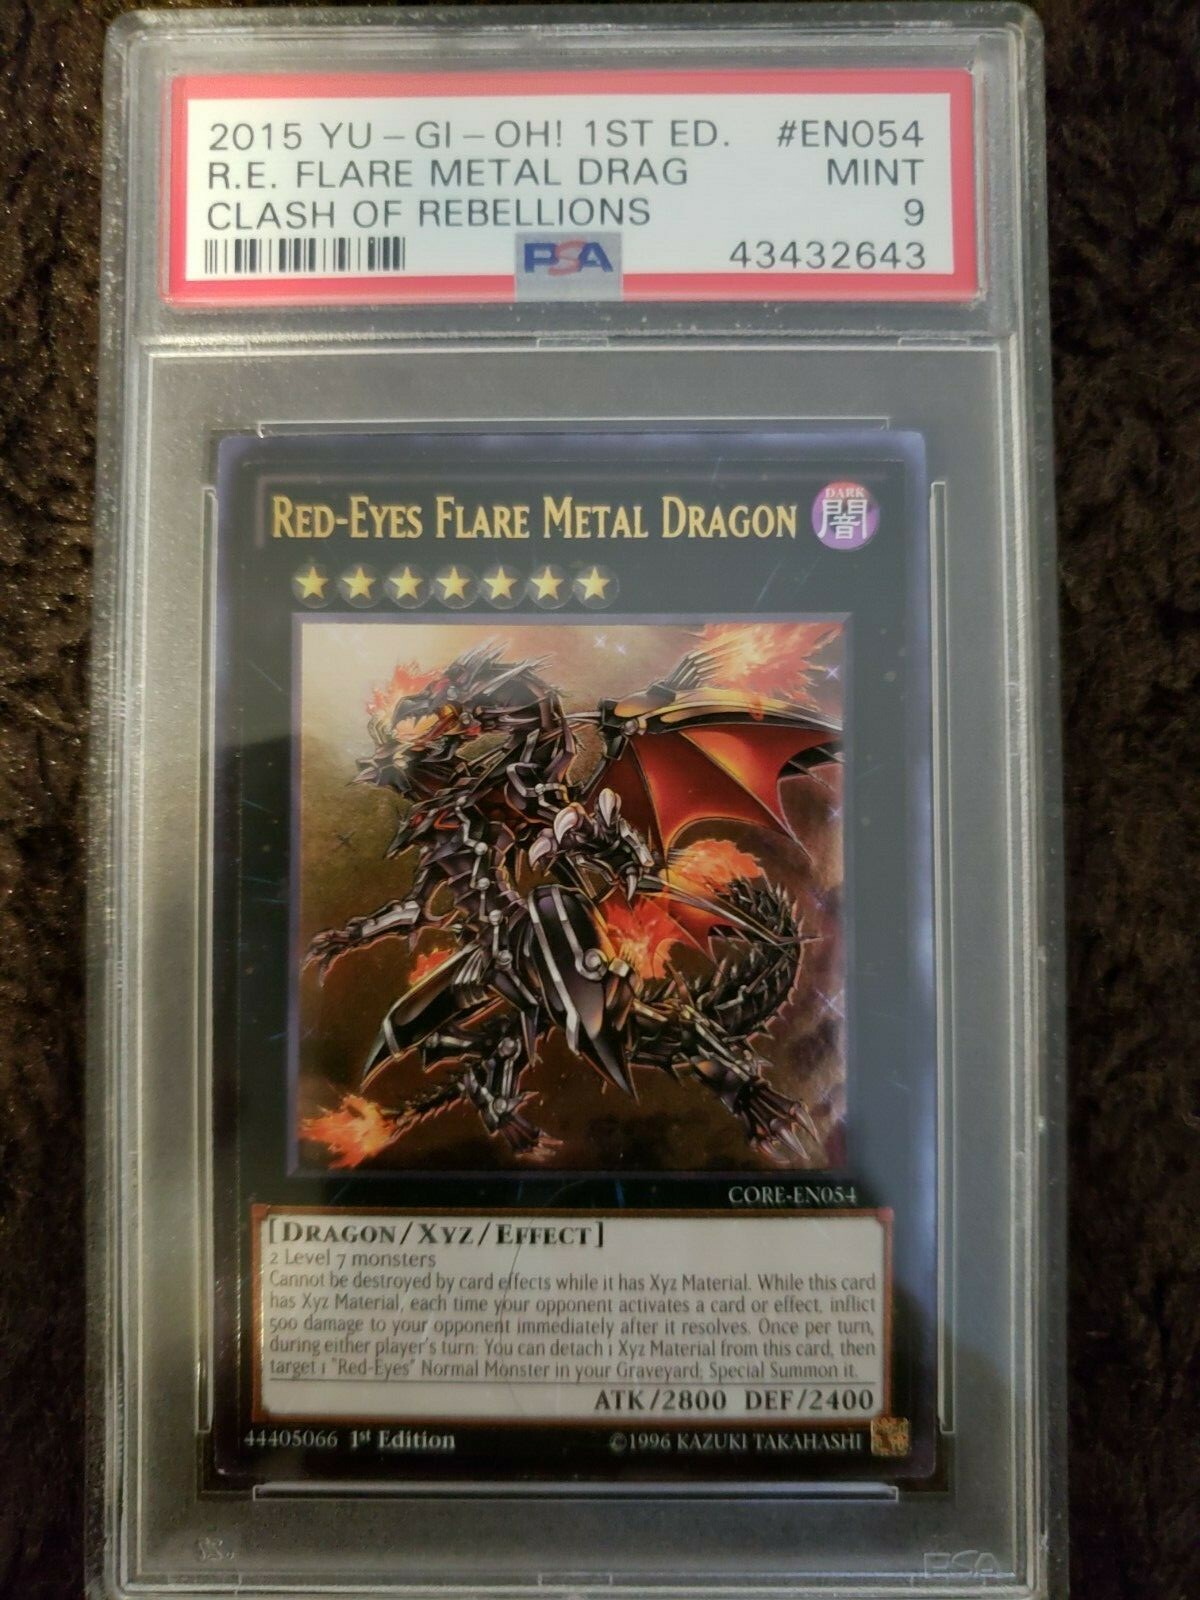 2015 YU-GI-OH! 1ST ED. #EN054
R.E. FLARE METAL DRAG MINT
CLASH OF REBELLIONS 9
PSA 43432643
RED-EYES FLARE METAL DRAGON
DARK
闇
CORE-EN054
[DRAGON/XYZ/EFFECT]
2 Level 7 monsters
Cannot be destroyed by card effects while it has Xyz Material. While this card
has Xyz Material, each time your opponent activates a card or effect, inflict
500 damage to your opponent immediately after it resolves. Once per turn,
during either player's turn: You can detach 1 Xyz Material from this card, then
target 1 "Red-Eyes" Normal Monster in your Graveyard; Special Summon it.
ATK/2800 DEF/2400
44405066 1st Edition ©1996 KAZUKI TAKAHASHI
PSA